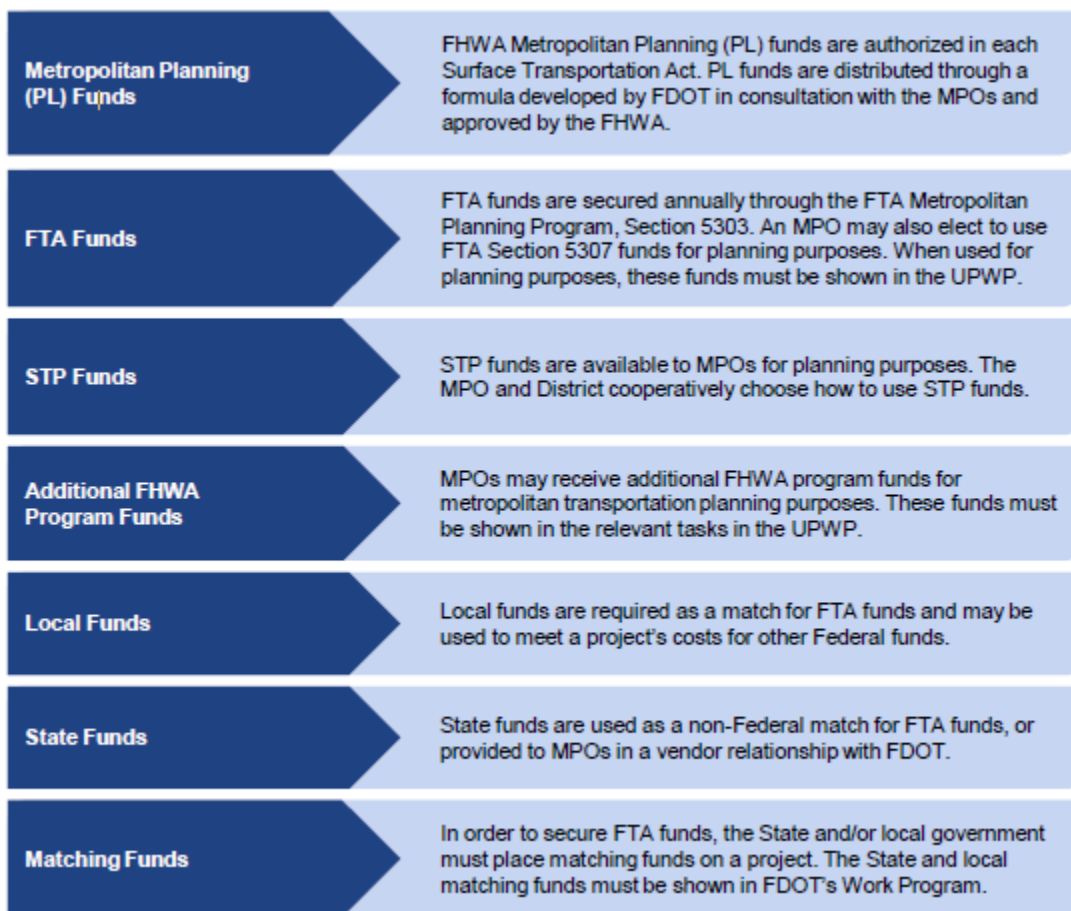 Metropolitan Planning
(PL) Funds
FHWA Metropolitan Planning (PL) funds are authorized in each
Surface Transportation Act. PL funds are distributed through a
formula developed by FDOT in consultation with the MPOs and
approved by the FHWA.
FTA Funds
FTA funds are secured annually through the FTA Metropolitan
Planning Program, Section 5303. An MPO may also elect to use
FTA Section 5307 funds for planning purposes. When used for
planning purposes, these funds must be shown in the UPWP.
STP Funds
STP funds are available to MPOs for planning purposes. The
MPO and District cooperatively choose how to use STP funds.
Additional FHWA
Program Funds
MPOs may receive additional FHWA program funds for
metropolitan transportation planning purposes. These funds must
be shown in the relevant tasks in the UPWP.
Local Funds
Local funds are required as a match for FTA funds and may be
used to meet a project's costs for other Federal funds.
State Funds
State funds are used as a non-Federal match for FTA funds, or
provided to MPOs in a vendor relationship with FDOT.
Matching Funds
In order to secure FTA funds, the State and/or local government
must place matching funds on a project. The State and local
matching funds must be shown in FDOT's Work Program.